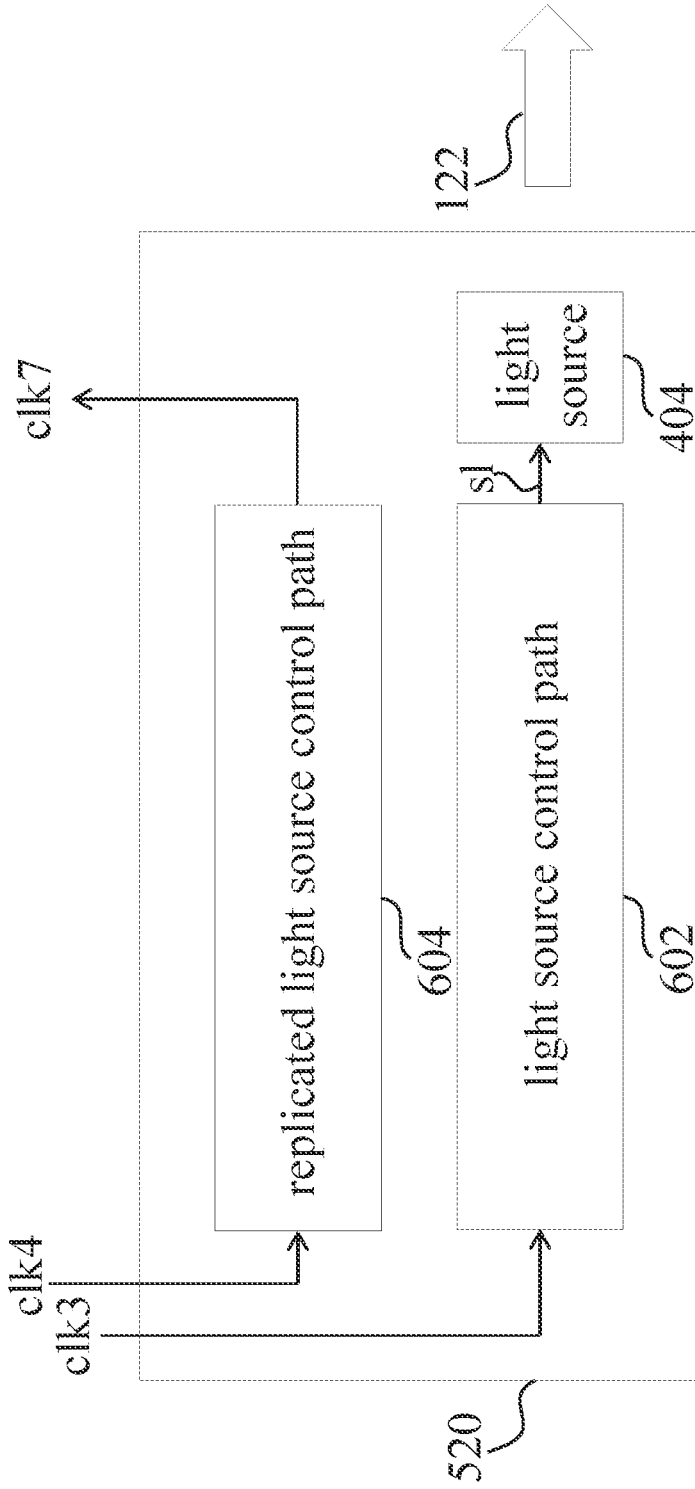 clk4
clk3
clk7
replicated light source control path
604
light source control path
602
sl
light
source
404
122
520